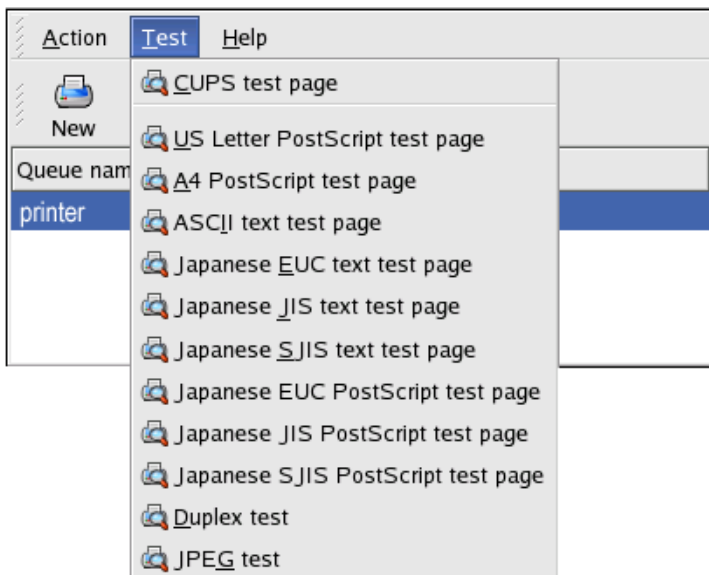 Action Test Help
New
Queue nam
printer
CUPS test page
US Letter PostScript test page
A4 PostScript test page
ASCII text test page
Japanese EUC text test page
Japanese JIS text test page
Japanese SJIS text test page
Japanese EUC PostScript test page
Japanese JIS PostScript test page
Japanese SJIS PostScript test page
Duplex test
JPEG test